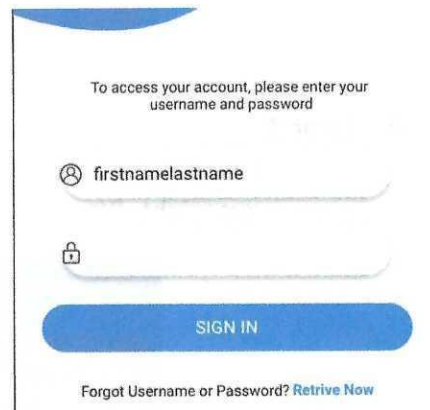 To access your account, please enter your
username and password
firstnamelastname
SIGN IN
Forgot Username or Password? Retrive Now